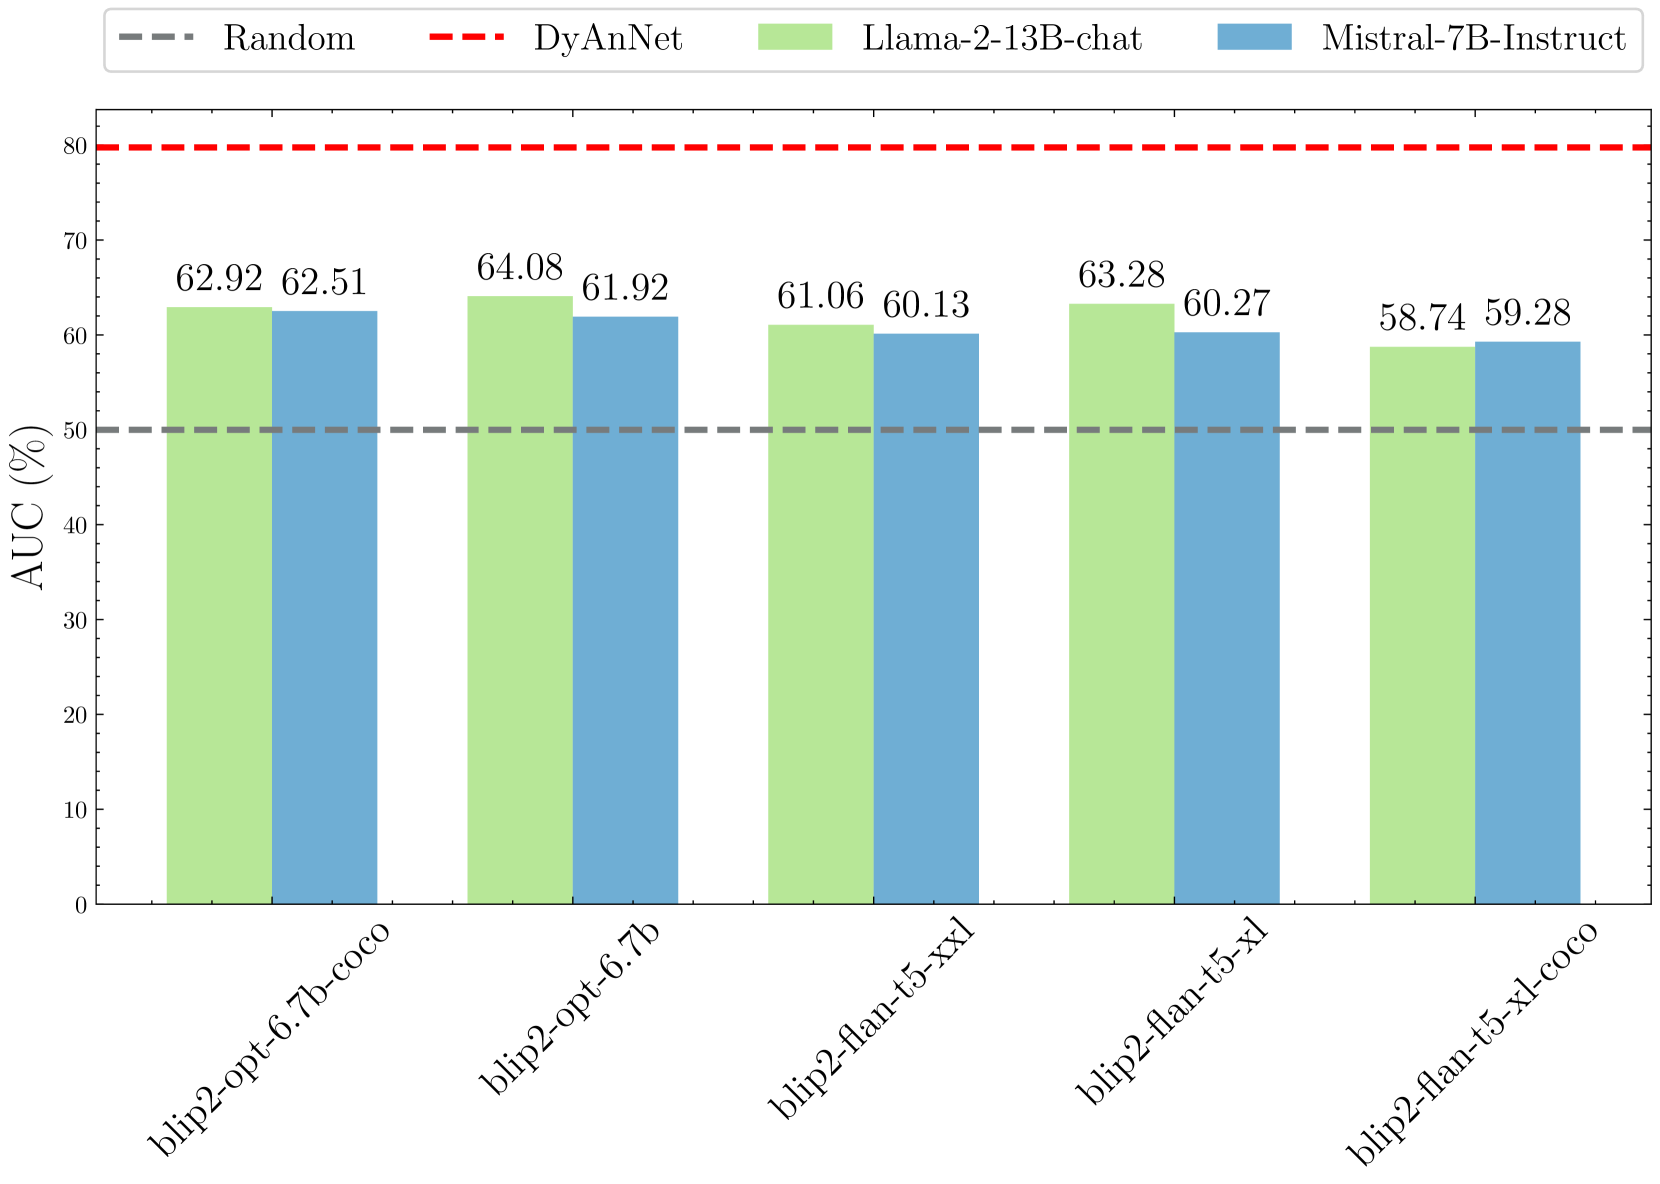 Random DyAnNet Llama-2-13B-chat Mistral-7B-Instruct
AUC (%)
80
70
60
50
40
30
20
10
0
62.92 62.51
64.08 61.92
61.06 60.13
63.28 60.27
58.74 59.28
blip2-opt-6.7b-coco
blip2-opt-6.7b
blip2-flan-t5-xxl
blip2-flan-t5-xl
blip2-flan-t5-xl-coco